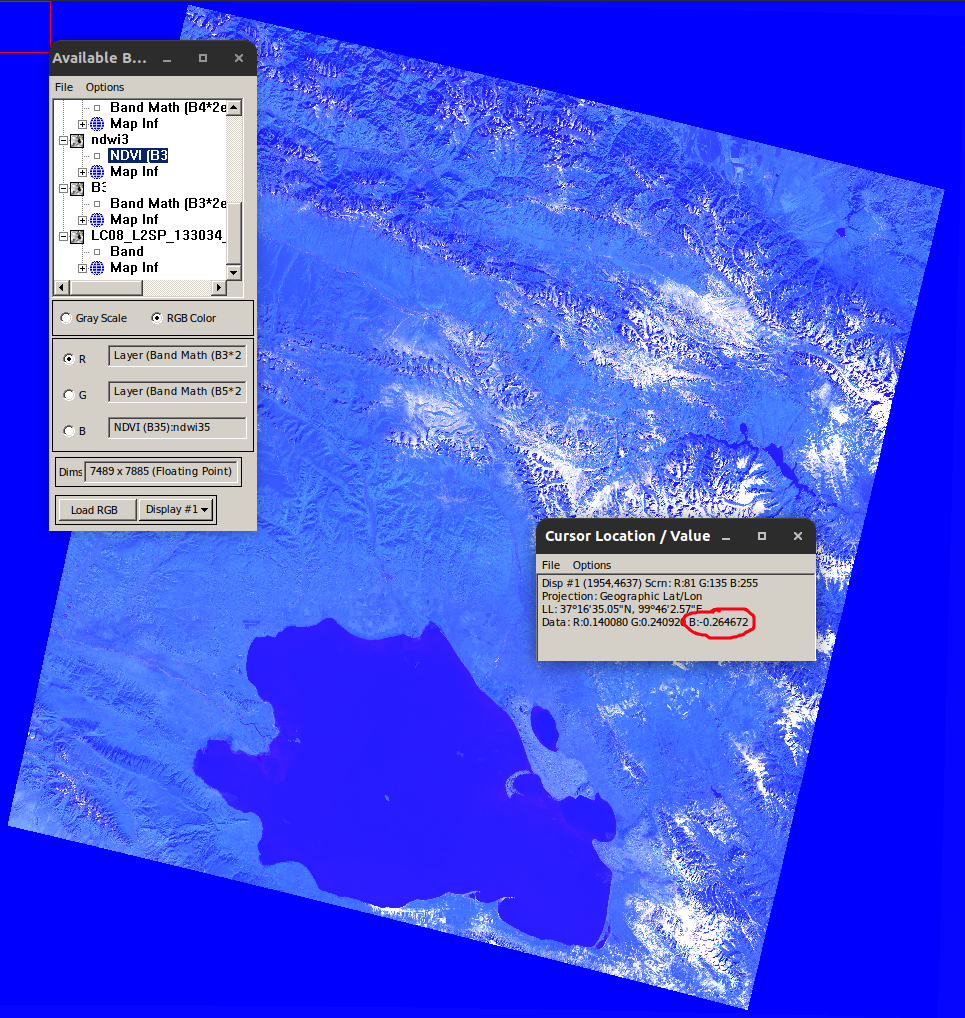 Available B...
File Options
Band Math (B4*2e
Map Inf
ndwi3
NDVI (B3
Map Inf
B3
Band Math (B3*2e
Map Inf
LC08_L2SP_133034_
Band
Map Inf
Gray Scale RGB Color
R Layer (Band Math (B3*2
G Layer (Band Math (B5*2
B NDVI (B35):ndwi35
Dims 7489 x 7885 (Floating Point)
Load RGB Display #1
Cursor Location / Value
File Options
Disp #1 (1954,4637) Scrn: R:81 G:135 B:255
Projection: Geographic Lat/Lon
LL: 37°16'35.05"N, 99°46'2.57"E
Data: R:0.140080 G:0.24092 B:-0.264672